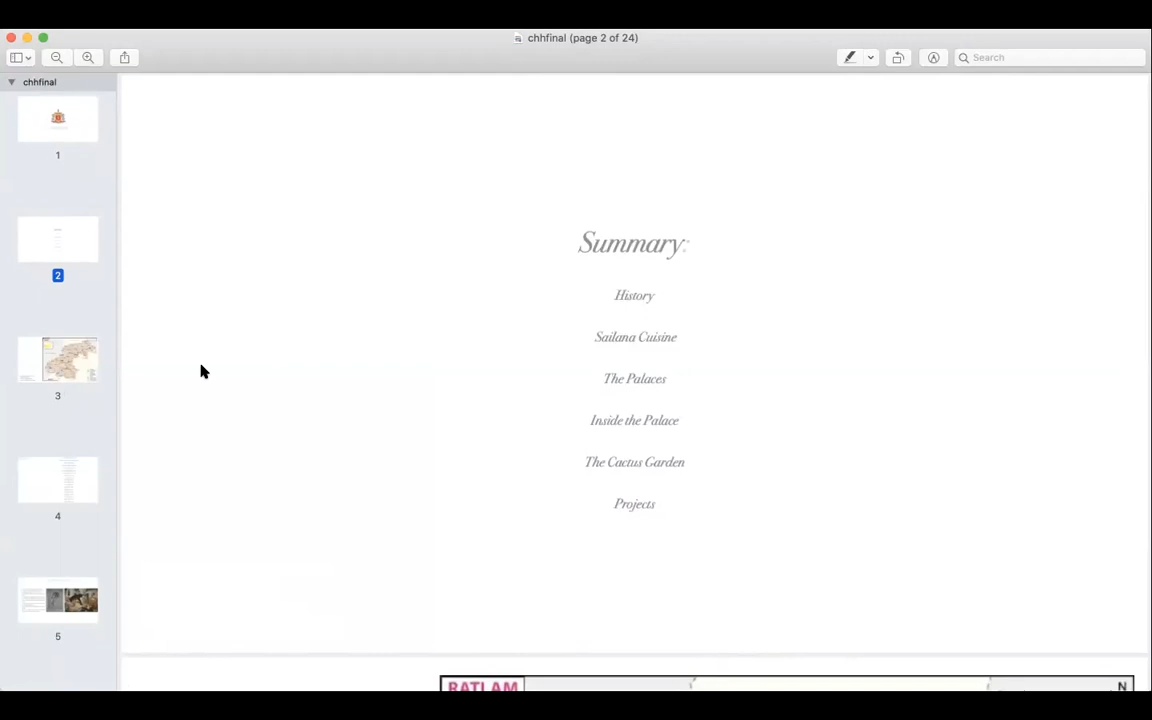 chhfinal (page 2 of 24)
Search
chhfinal
1
2
3
4
5
Summary:
History
Sailana Cuisine
The Palaces
Inside the Palace
The Cactus Garden
Projects
RATLAM
N